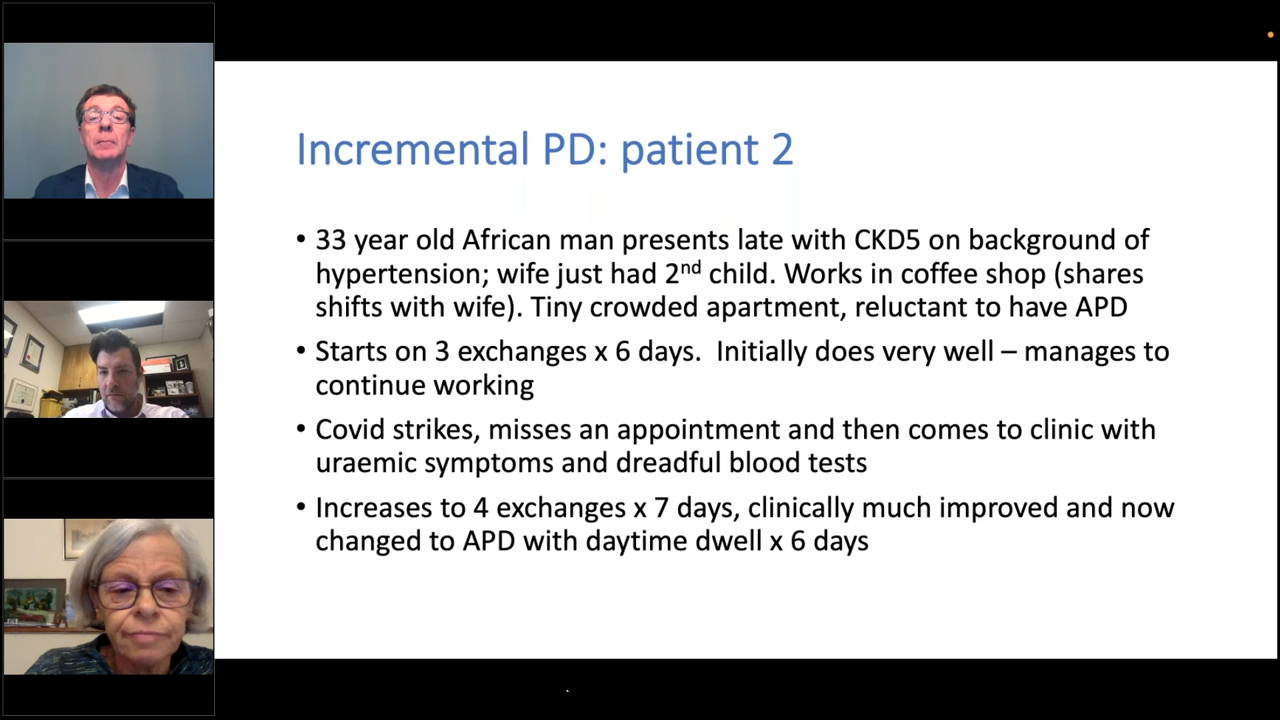 Incremental PD: patient 2
• 33 year old African man presents late with CKD5 on background of
hypertension; wife just had 2nd child. Works in coffee shop (shares
shifts with wife). Tiny crowded apartment, reluctant to have APD
• Starts on 3 exchanges x 6 days.  Initially does very well – manages to
continue working
• Covid strikes, misses an appointment and then comes to clinic with
uraemic symptoms and dreadful blood tests
• Increases to 4 exchanges x 7 days, clinically much improved and now
changed to APD with daytime dwell x 6 days